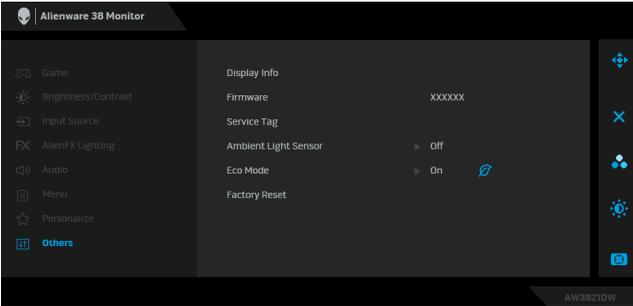 Alienware 38 Monitor
Game
Brightness/Contrast
Input Source
AlienFX Lighting
Audio
Menu
Personalize
Others
Display Info
Firmware XXXXXX
Service Tag
Ambient Light Sensor Off
Eco Mode On
Factory Reset
AW3821DW